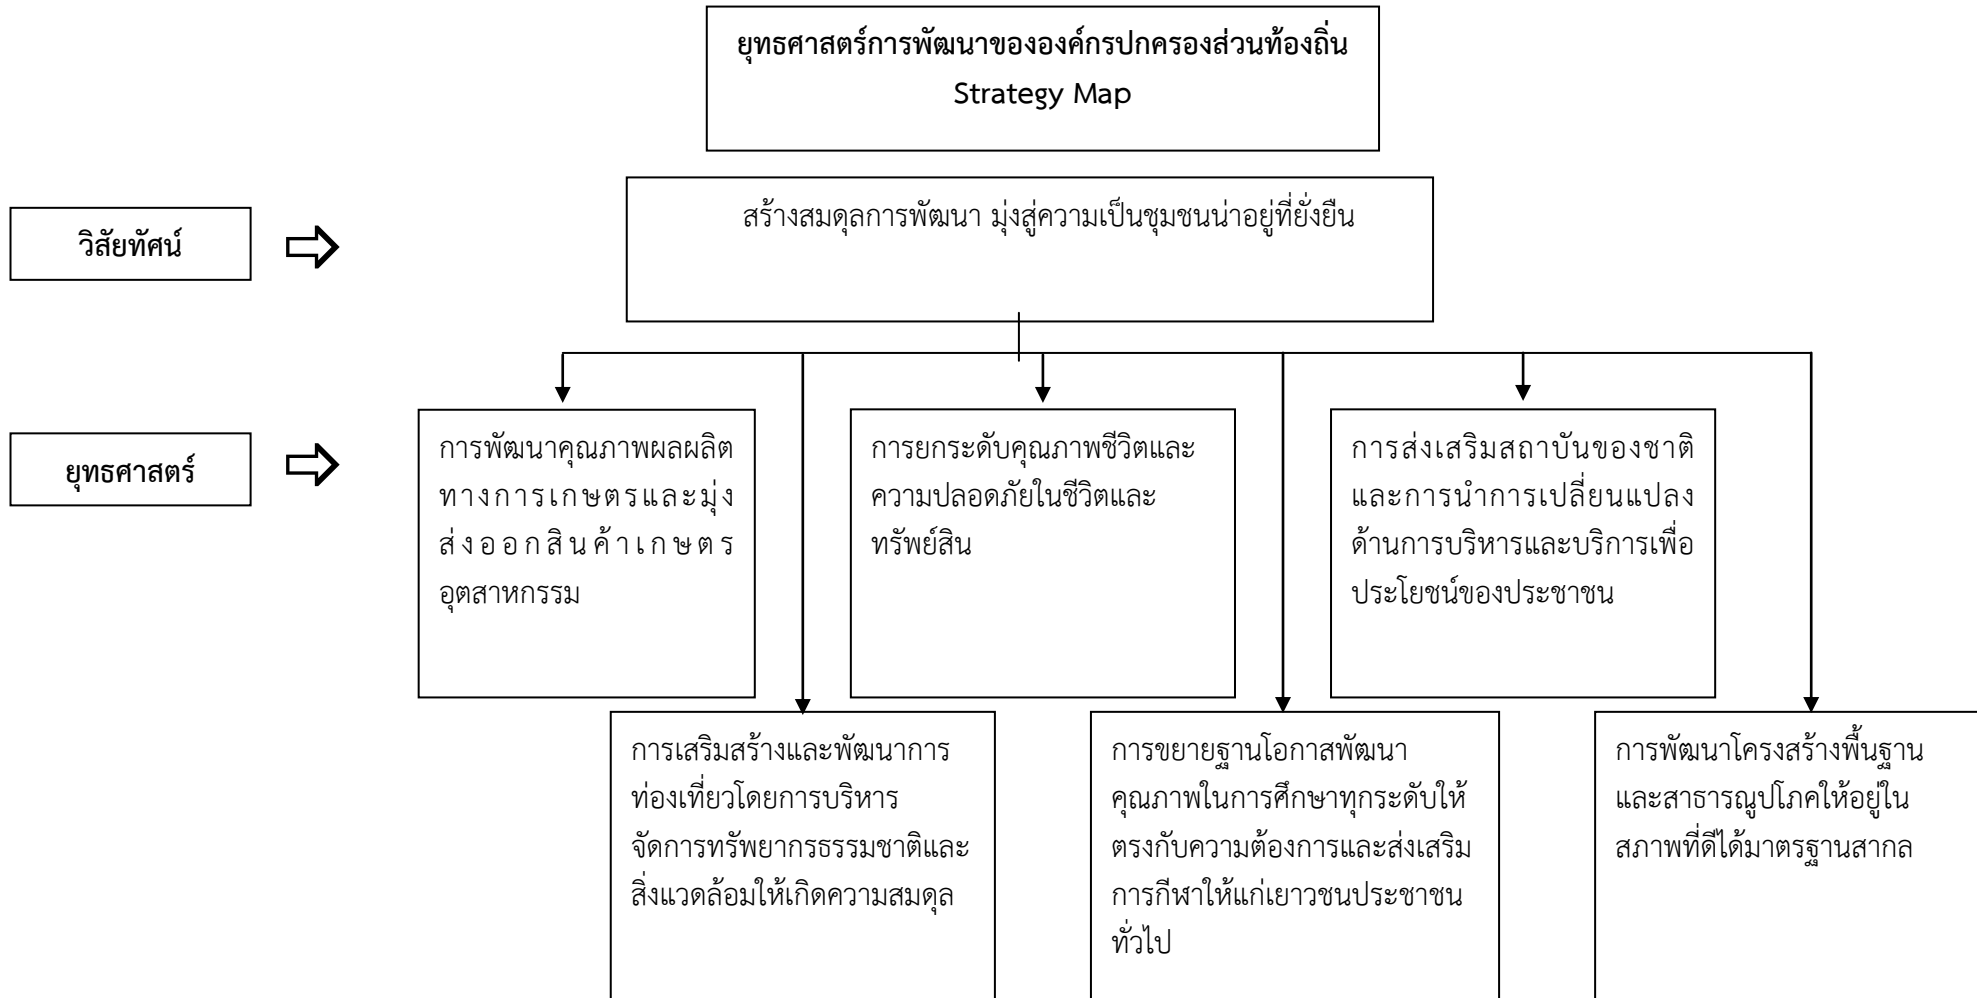 ยุทธศาสตร์การพัฒนาขององค์กรปกครองส่วนท้องถิ่น
Strategy Map
วิสัยทัศน์
สร้างสมดุลการพัฒนา มุ่งสู่ความเป็นชุมชนน่าอยู่ที่ยั่งยืน
ยุทธศาสตร์
การพัฒนาคุณภาพผลผลิต
ทางการเกษตรและมุ่ง
ส่งออกสินค้าเกษตร
อุตสาหกรรม
การยกระดับคุณภาพชีวิตและ
ความปลอดภัยในชีวิตและ
ทรัพย์สิน
การส่งเสริมสถาบันของชาติ
และการนำการเปลี่ยนแปลง
ด้านการบริหารและบริการเพื่อ
ประโยชน์ของประชาชน
การเสริมสร้างและพัฒนาการ
ท่องเที่ยวโดยการบริหาร
จัดการทรัพยากรธรรมชาติและ
สิ่งแวดล้อมให้เกิดความสมดุล
การขยายฐานโอกาสพัฒนา
คุณภาพในการศึกษาทุกระดับให้
ตรงกับความต้องการและส่งเสริม
การกีฬาให้แก่เยาวชนประชาชน
ทั่วไป
การพัฒนาโครงสร้างพื้นฐาน
และสาธารณูปโภคให้อยู่ใน
สภาพที่ดีได้มาตรฐานสากล